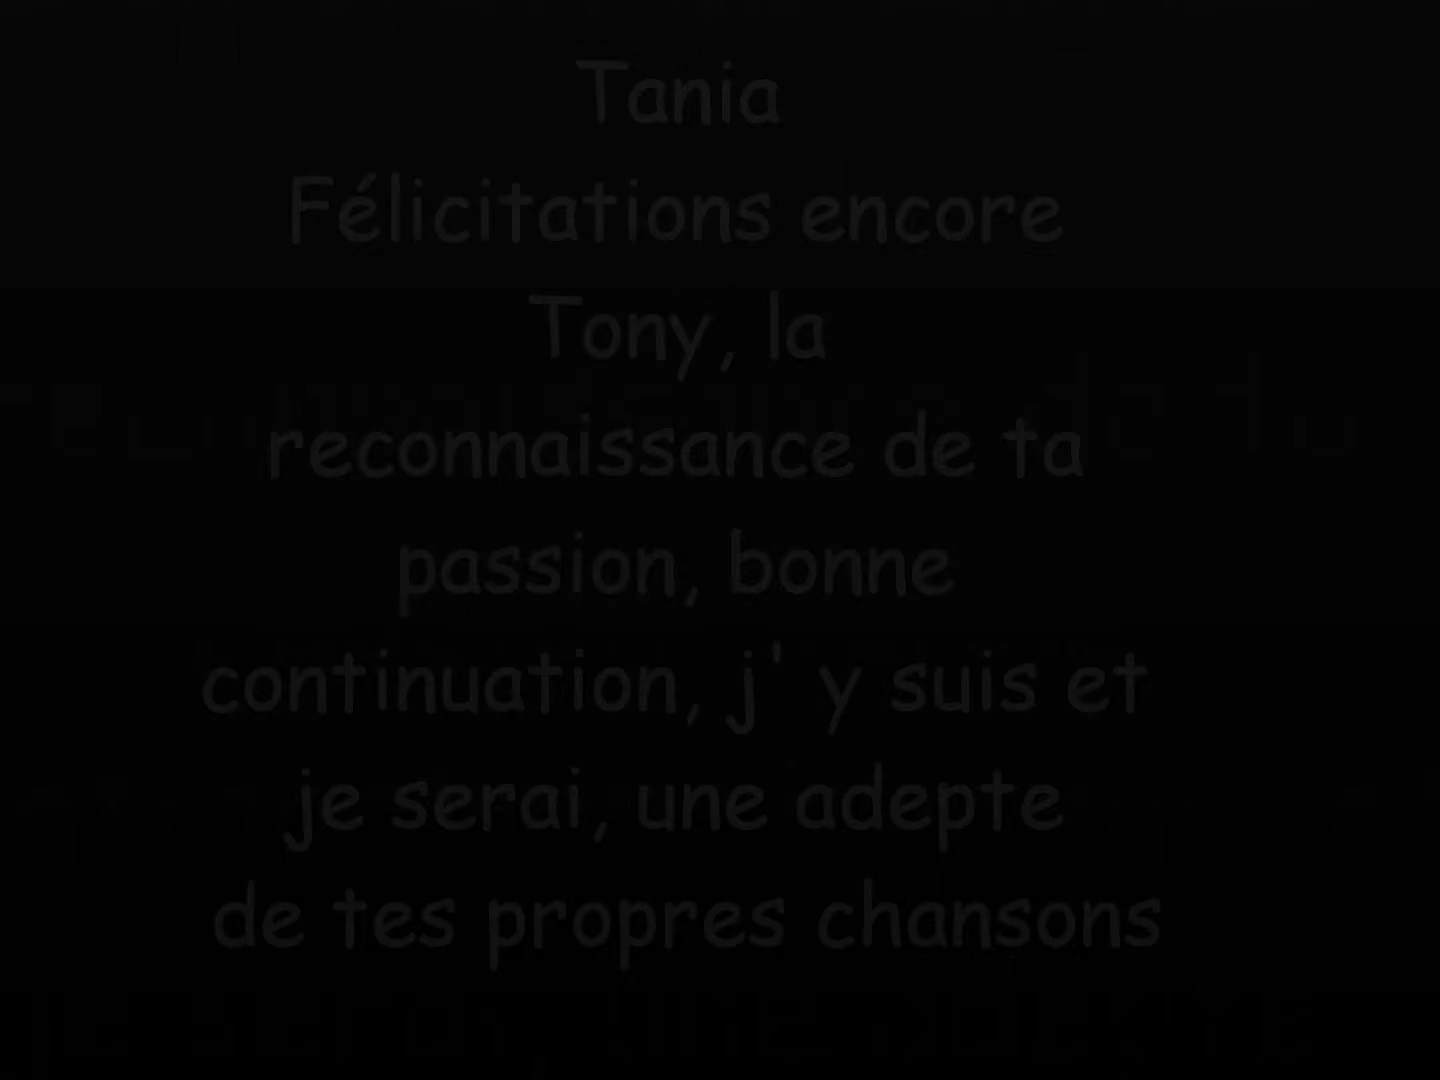 Tania
Félicitations encore
Tony, la
reconnaissance de ta
passion, bonne
continuation, j' y suis et
je serai, une adepte
de tes propres chansons